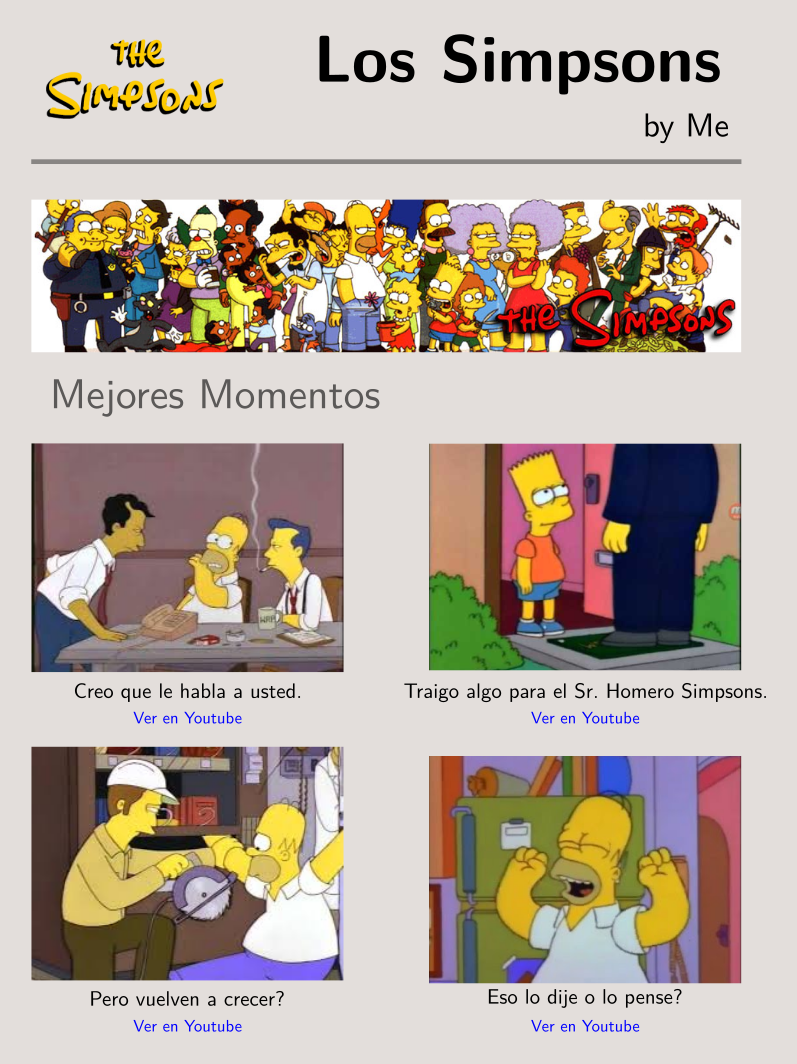 the
Simpsons
Los Simpsons
by Me
the Simpsons
Mejores Momentos
Creo que le habla a usted.
Ver en Youtube
Traigo algo para el Sr. Homero Simpsons.
Ver en Youtube
Pero vuelven a crecer?
Ver en Youtube
Eso lo dije o lo pense?
Ver en Youtube